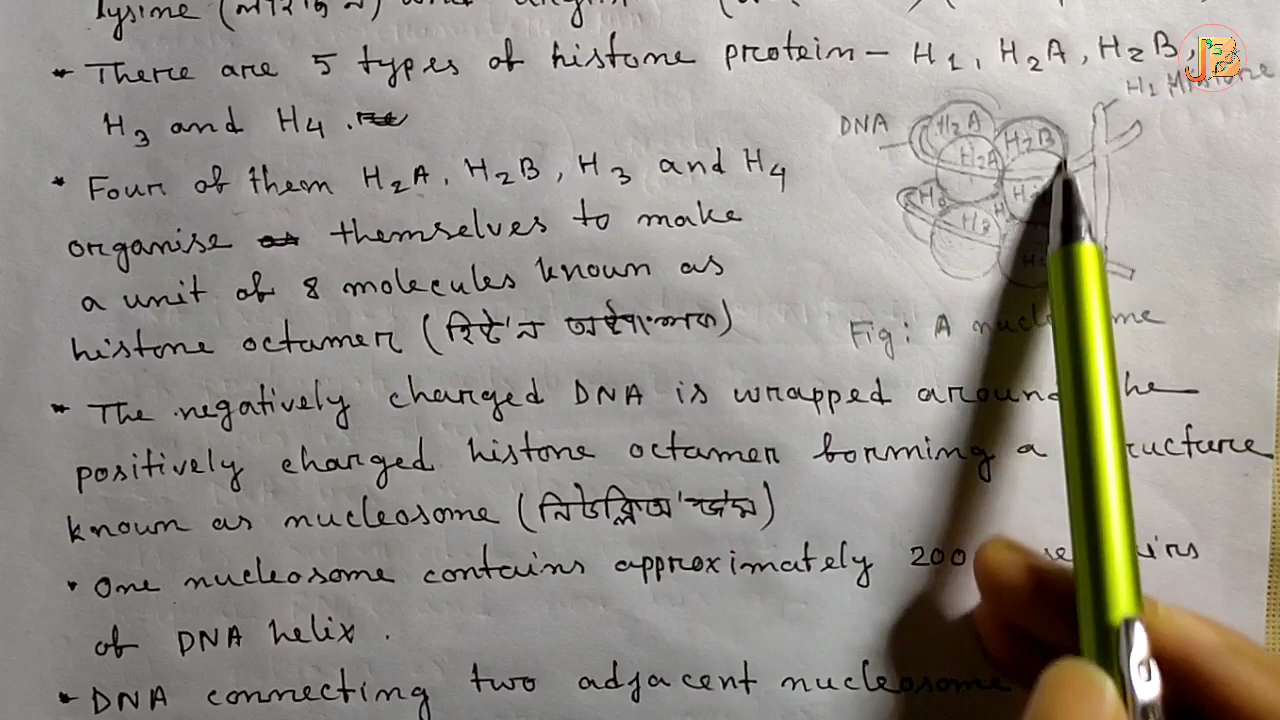 lysine
* There are 5 types of histone protein – H1, H2A, H2B,
H3 and H4.
H1 Histone
DNA
H2A
H2B
H2A
H3
H3
* Four of them H2A, H2B, H3 and H4
organise themselves to make
a unit of 8 molecules known as
histone octamer (হিস্টোন অক্টামার)
Fig: A
* The negatively charged DNA is wrapped around
positively charged histone octamer forming a
known as nucleosome
• One nucleosome contains approximately 200
of DNA helix.
* DNA connecting two adjacent nucleosome